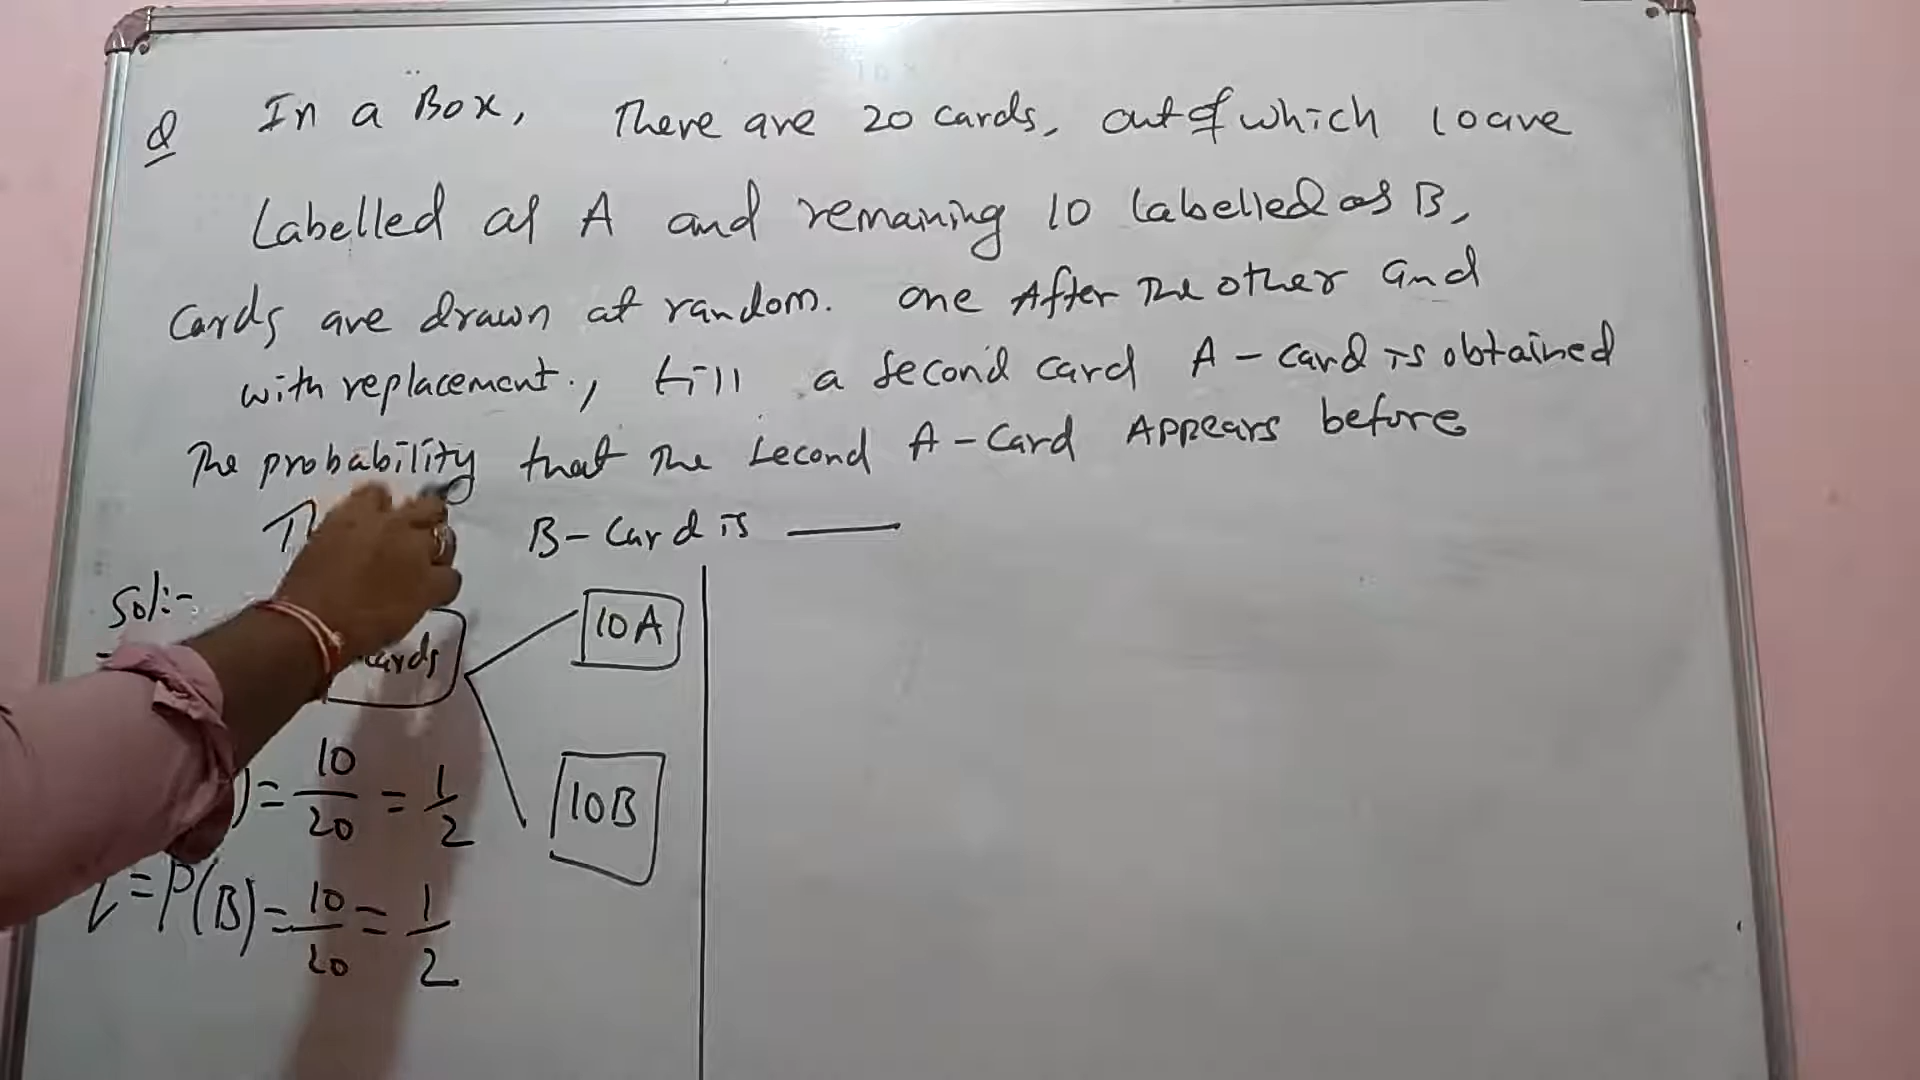 Q In a Box, There are 20 cards, out of which 10 are
Labelled as A and remaining 10 labelled as B,
Cards are drawn at random. one After The other and
with replacement., till a second card A-card is obtained
The probability that The second A-Card Appears before
B-Card is ____
Sol:-
cards
10A
) = 10/20 = 1/2
10B
= P(B) = 10/20 = 1/2